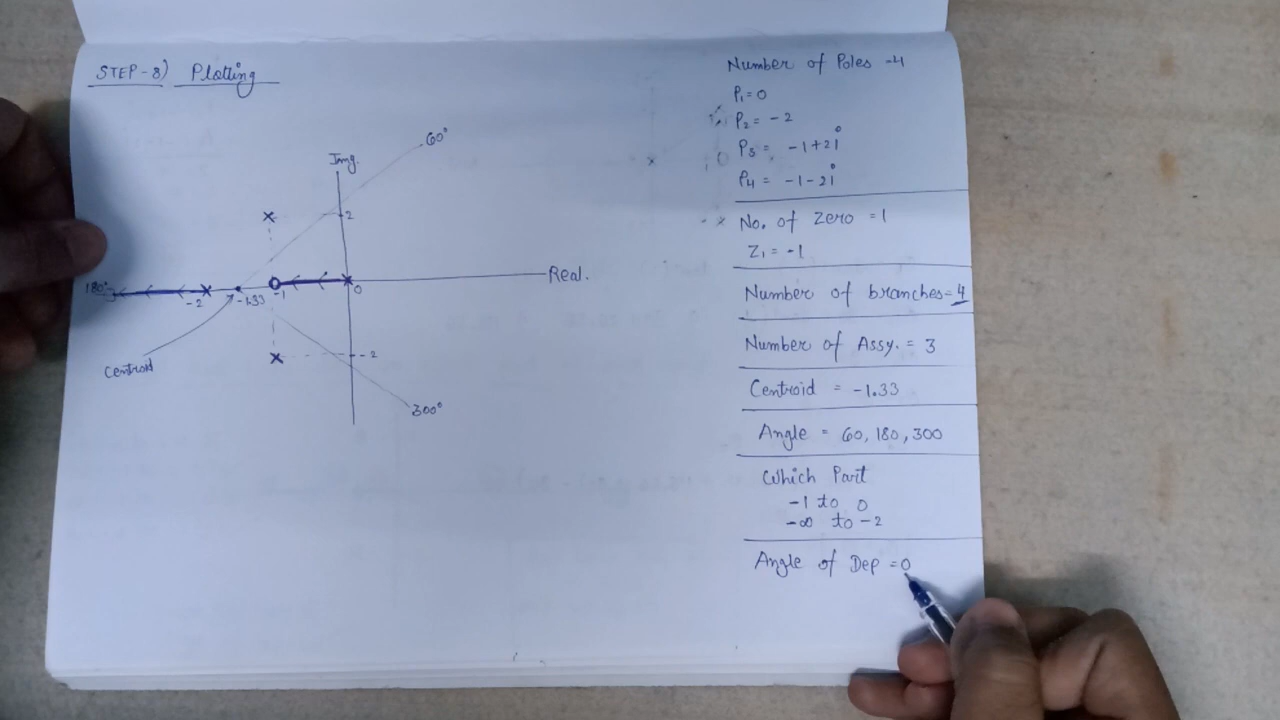 STEP-8) Plotting
60°
Img.
2
180°
-2
-1.33
-1
0
Real.
-2
Centroid
300°
Number of Poles -4
P₁= 0
P₂= -2
P₃= -1+2i
P₄= -1-2i
No. of Zero =1
Z₁= -1
Number of branches=4
Number of Assy. = 3
Centroid = -1.33
Angle = 60, 180, 300
Which Part
-1 to 0
-∞ to -2
Angle of Dep =0